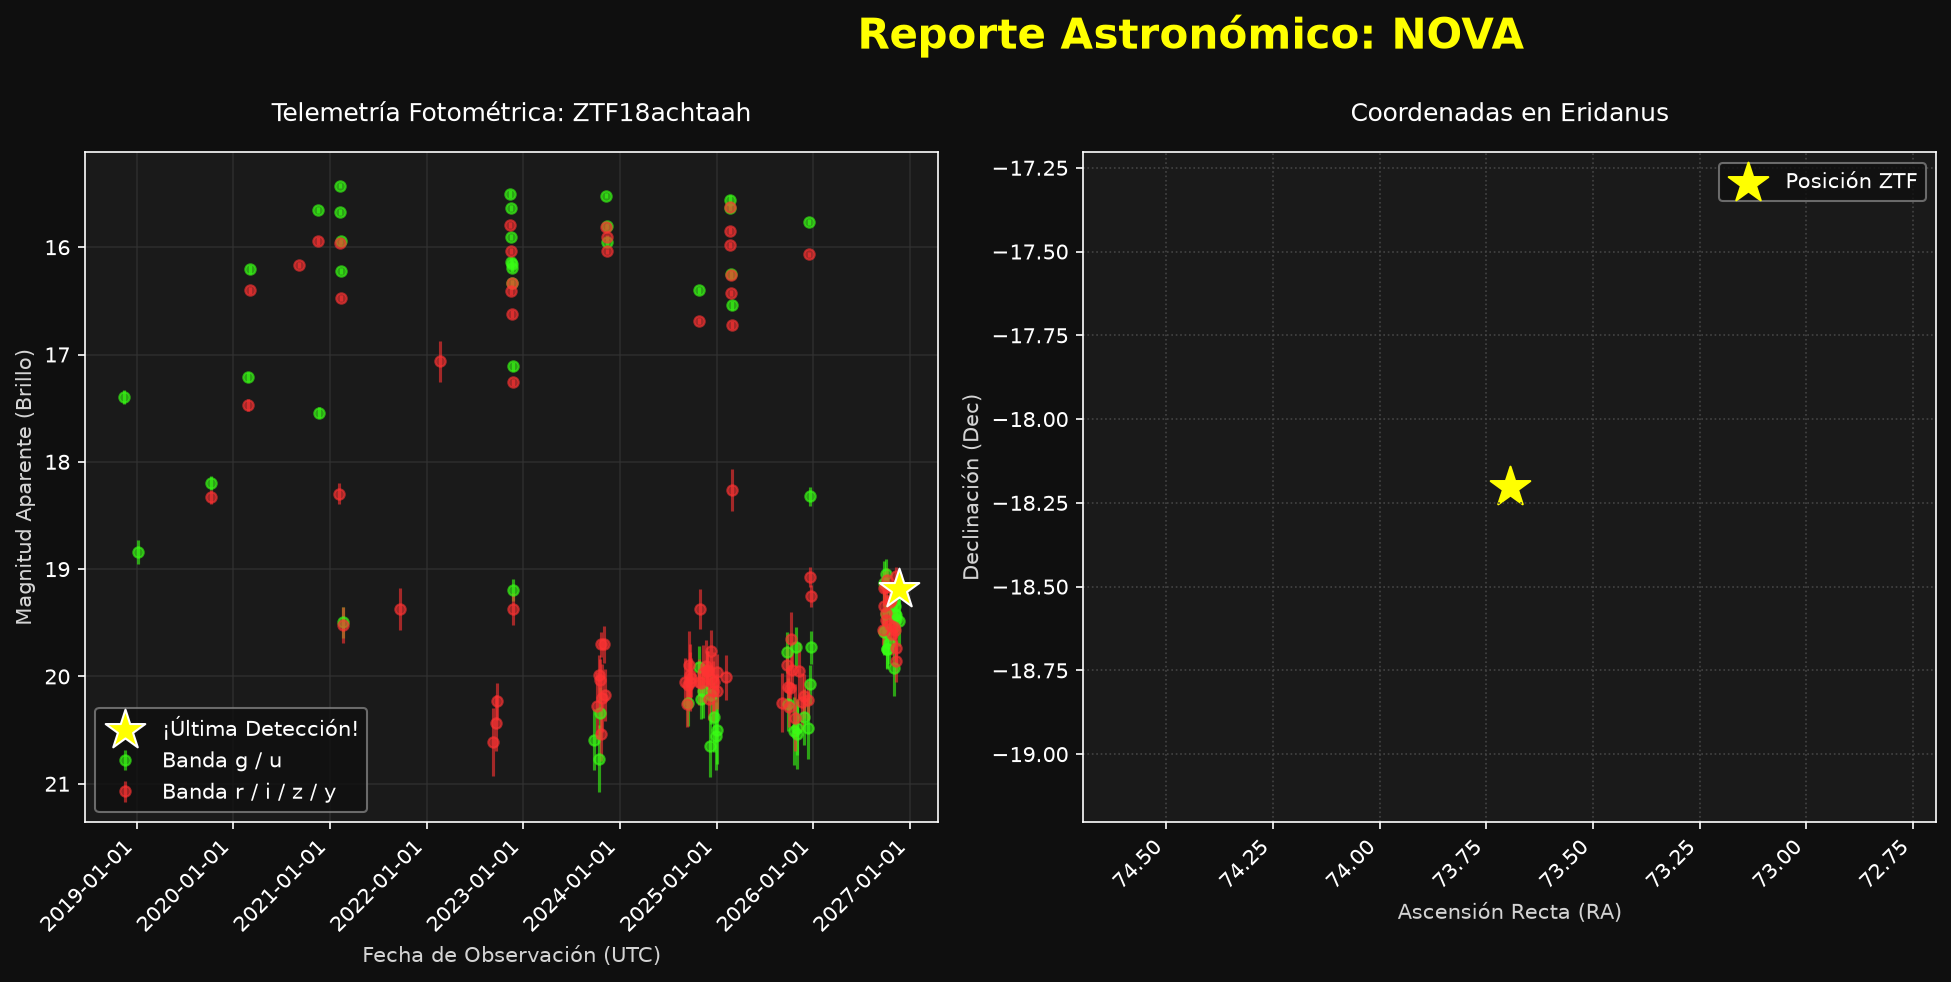 Reporte Astronómico: NOVA
Telemetría Fotométrica: ZTF18achtaah
Magnitud Aparente (Brillo)
16
17
18
19
20
21
¡Última Detección!
Banda g / u
Banda r / i / z / y
2019-01-01
2020-01-01
2021-01-01
2022-01-01
2023-01-01
2024-01-01
2025-01-01
2026-01-01
2027-01-01
Fecha de Observación (UTC)
Coordenadas en Eridanus
Declinación (Dec)
−17.25
−17.50
−17.75
−18.00
−18.25
−18.50
−18.75
−19.00
Posición ZTF
74.50
74.25
74.00
73.75
73.50
73.25
73.00
72.75
Ascensión Recta (RA)